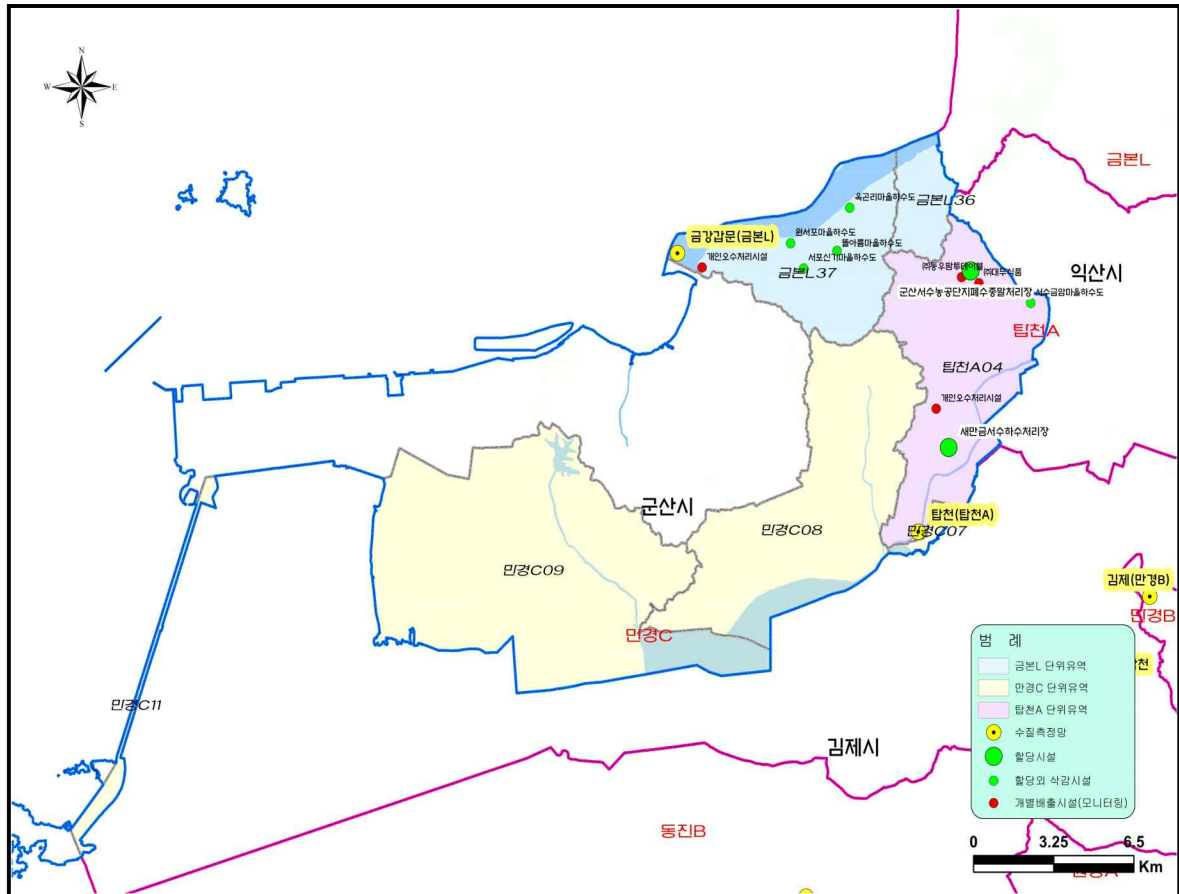 N
W
E
S
금본L
옥곤리마을하수도
금본L36
원서포마을하수도
금강갑문(금본L)
뜰아름마을하수도
개인오수처리시설
서포신기마을하수도
금본L37
㈜동우팜투테이블
㈜대두식품
익산시
군산서수농공단지폐수종말처리장
서수금암마을하수도
탑천A
탑천A04
개인오수처리시설
새만금서수하수처리장
군산시
탑천(탑천A)
만경C07
만경C08
만경C09
김제(만경B)
만경B
만경C
범 례
금본L 단위유역
만경C 단위유역
탑천A 단위유역
수질측정망
할당시설
할당외 삭감시설
개별배출시설(모니터링)
만경C11
김제시
동진B
0 3.25 6.5
Km